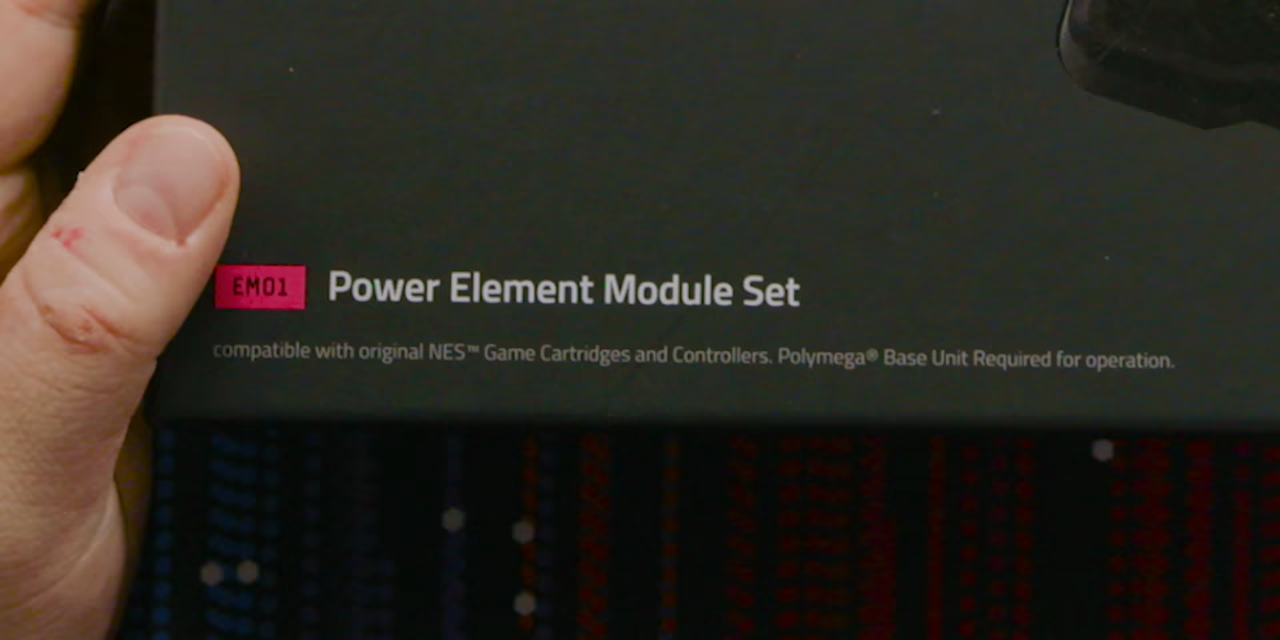 EM01 Power Element Module Set
compatible with original NES™ Game Cartridges and Controllers. Polymega® Base Unit Required for operation.